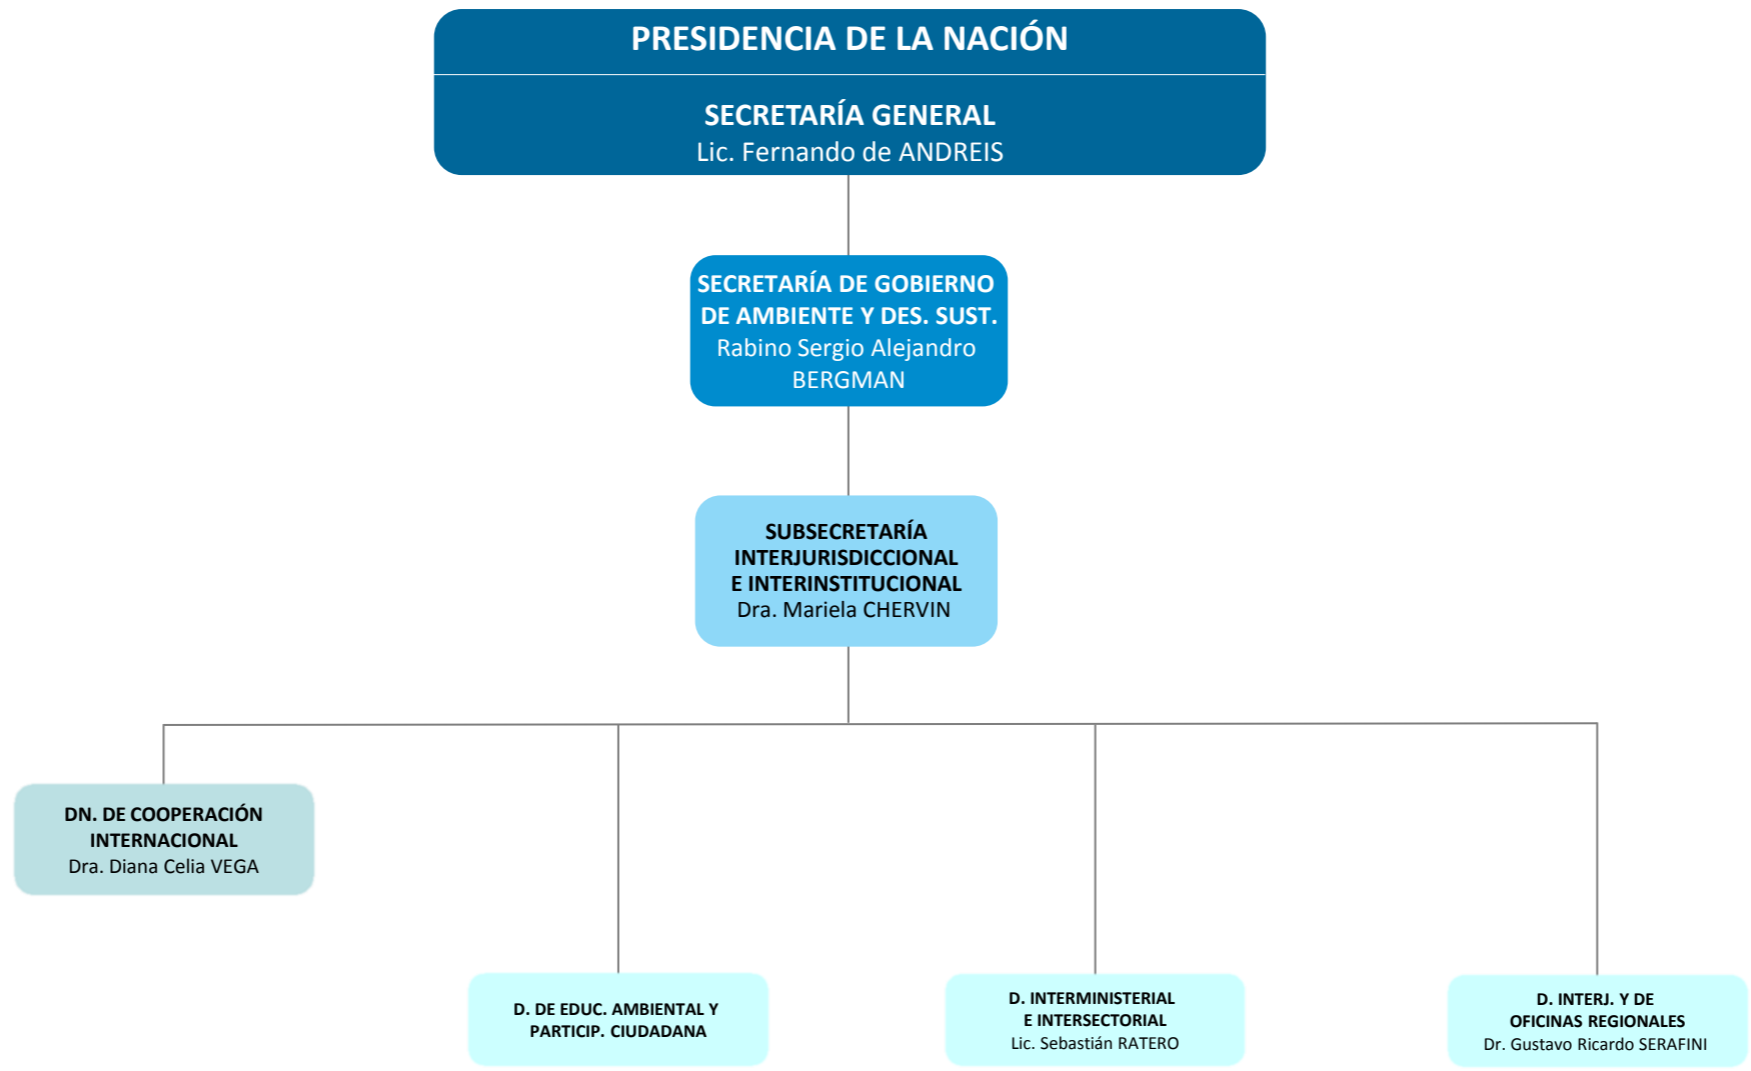 PRESIDENCIA DE LA NACIÓN
SECRETARÍA GENERAL
Lic. Fernando de ANDREIS
SECRETARÍA DE GOBIERNO
DE AMBIENTE Y DES. SUST.
Rabino Sergio Alejandro
BERGMAN
SUBSECRETARÍA
INTERJURISDICCIONAL
E INTERINSTITUCIONAL
Dra. Mariela CHERVIN
DN. DE COOPERACIÓN
INTERNACIONAL
Dra. Diana Celia VEGA
D. DE EDUC. AMBIENTAL Y
PARTICIP. CIUDADANA
D. INTERMINISTERIAL
E INTERSECTORIAL
Lic. Sebastián RATERO
D. INTERJ. Y DE
OFICINAS REGIONALES
Dr. Gustavo Ricardo SERAFINI